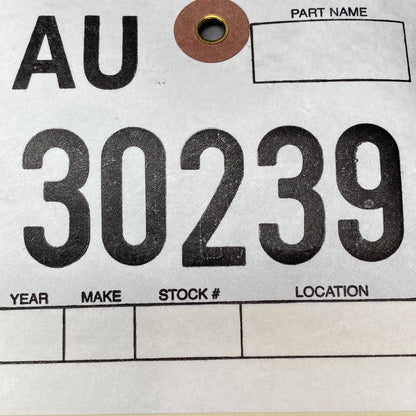 AU
PART NAME
30239
YEAR MAKE STOCK # LOCATION